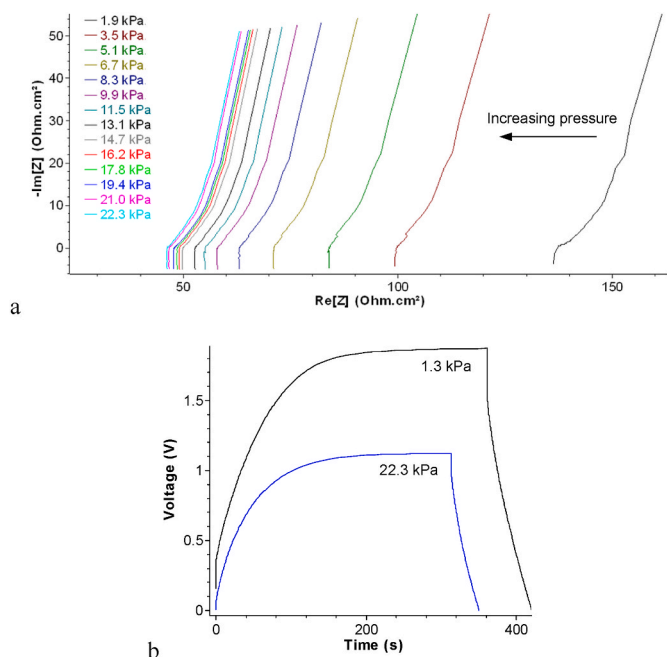 -Im[Z] (Ohm.cm²)
50
40
30
20
10
0
1.9 kPa
3.5 kPa
5.1 kPa
6.7 kPa
8.3 kPa
9.9 kPa
11.5 kPa
13.1 kPa
14.7 kPa
16.2 kPa
17.8 kPa
19.4 kPa
21.0 kPa
22.3 kPa
Increasing pressure
50
100
150
Re[Z] (Ohm.cm²)
a
Voltage (V)
1.5
1
0.5
0
1.3 kPa
22.3 kPa
0
200
400
Time (s)
b